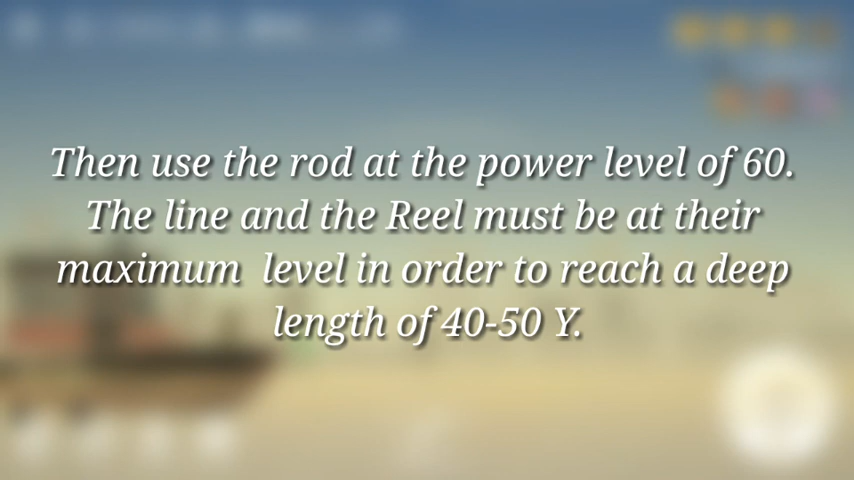 Then use the rod at the power level of 60.
The line and the Reel must be at their
maximum  level in order to reach a deep
length of 40-50 Y.